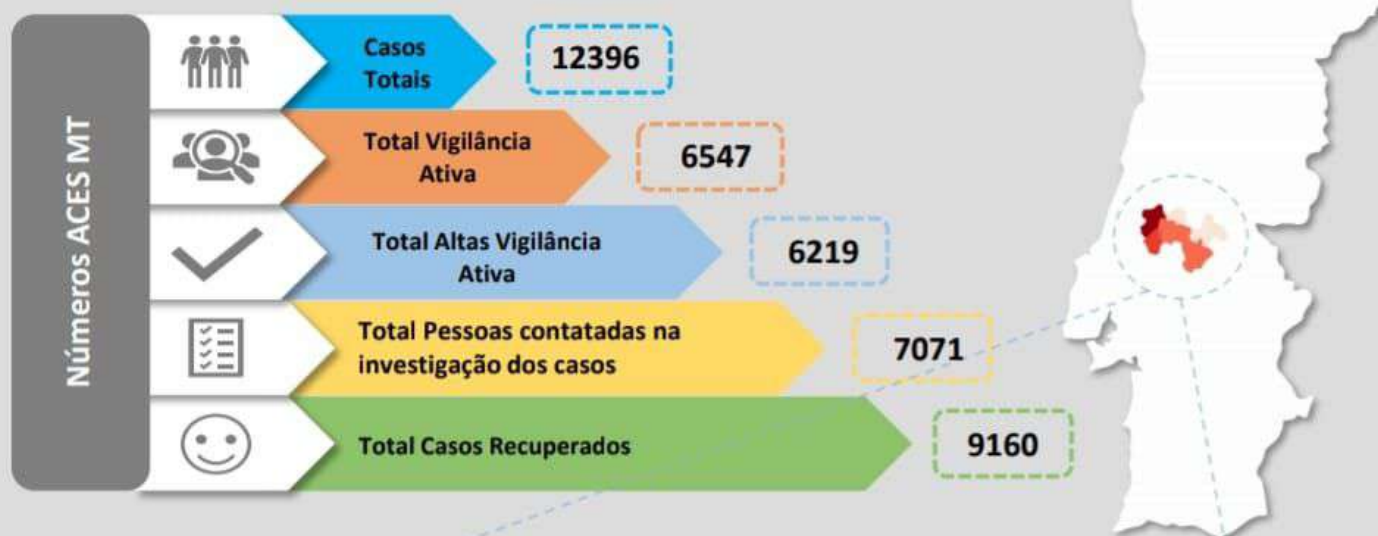 Números ACES MT
Casos
Totais
12396
Total Vigilância
Ativa
6547
Total Altas Vigilância
Ativa
6219
Total Pessoas contatadas na
investigação dos casos
7071
Total Casos Recuperados
9160